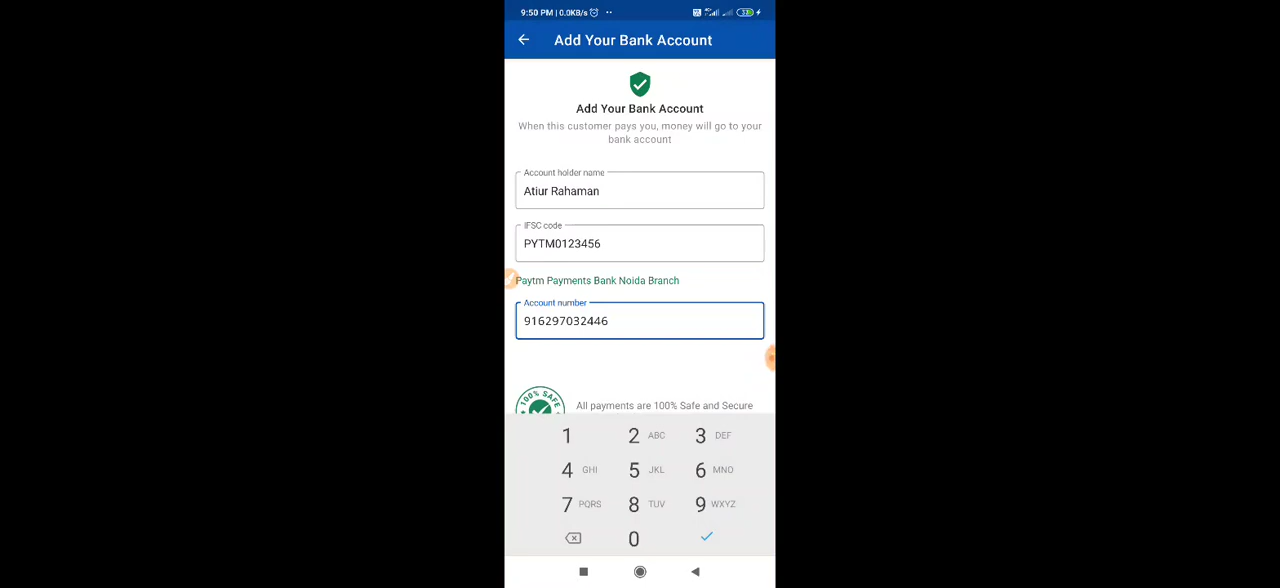 9:50 PM | 0.0KB/s
Add Your Bank Account
Add Your Bank Account
When this customer pays you, money will go to your
bank account
Account holder name
Atiur Rahaman
IFSC code
PYTM0123456
Paytm Payments Bank Noida Branch
Account number
916297032446
100% SAFE
All payments are 100% Safe and Secure
1
2 ABC
3 DEF
4 GHI
5 JKL
6 MNO
7 PQRS
8 TUV
9 WXYZ
0